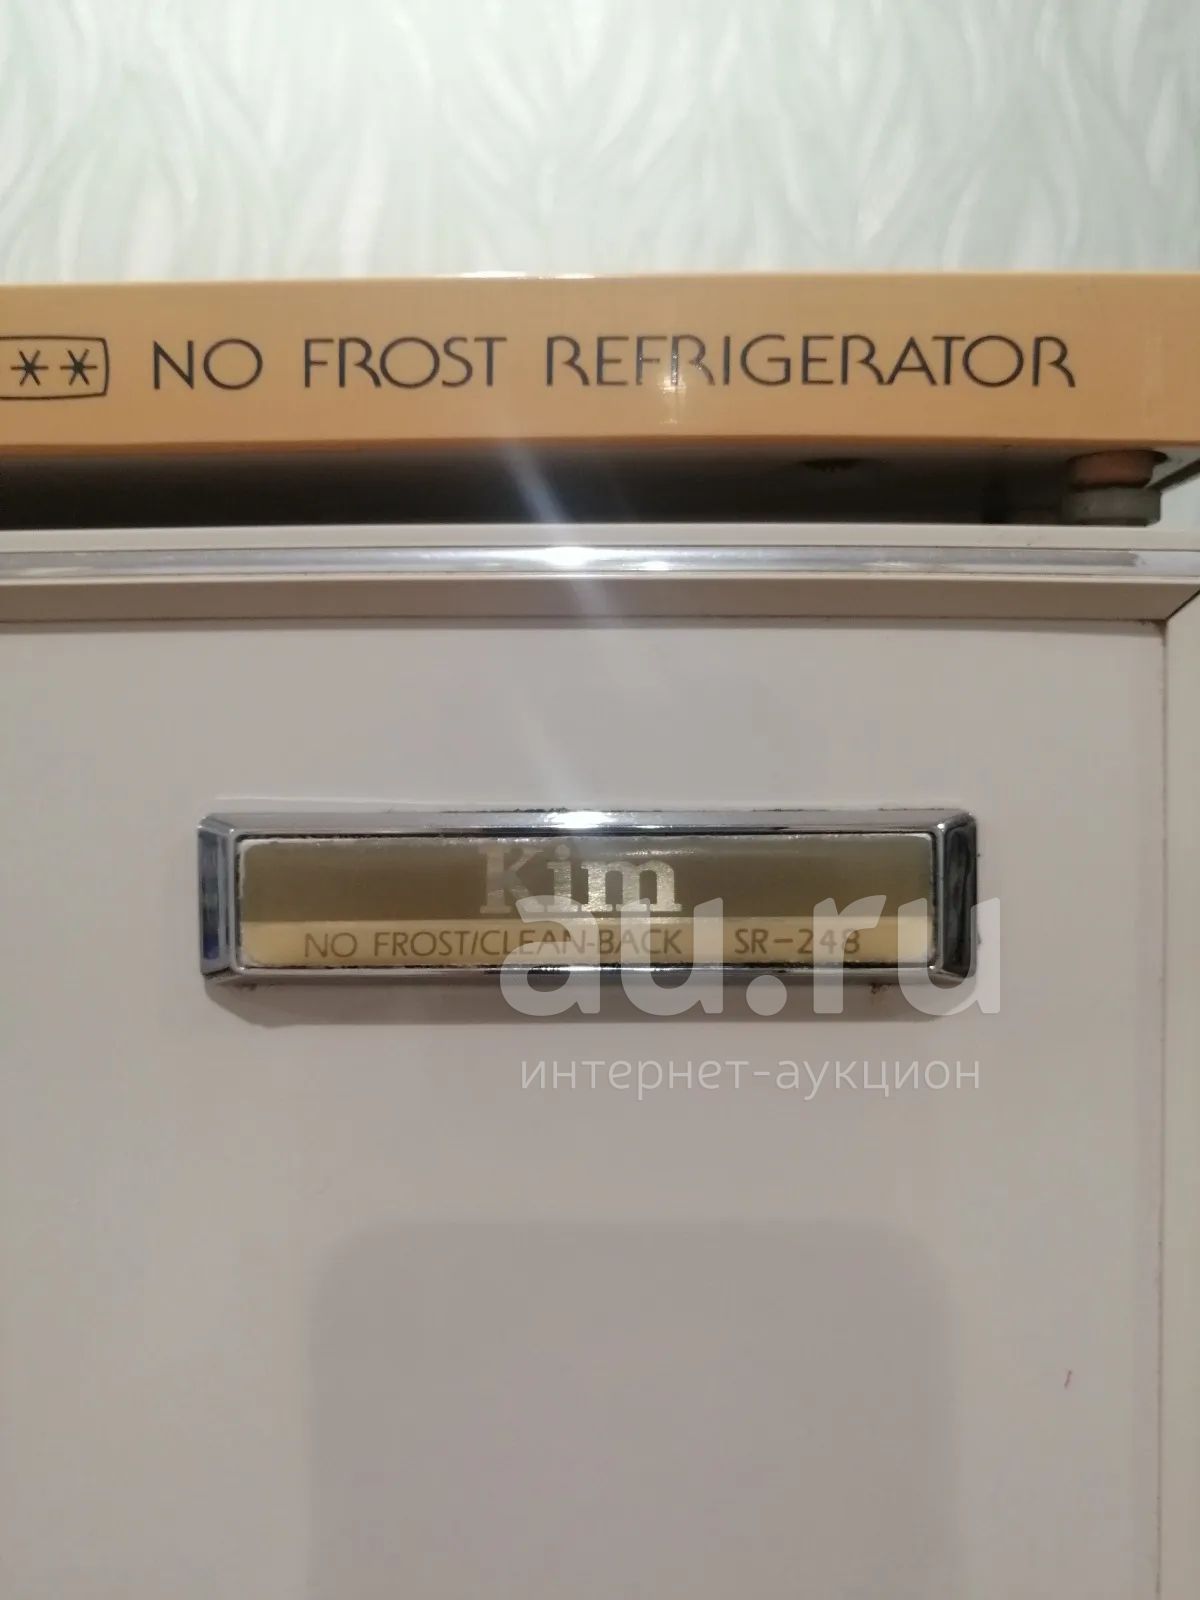 NO FROST REFRIGERATOR
Kim
NO FROST/CLEAN-BACK SR-248
au.ru
интернет-аукцион